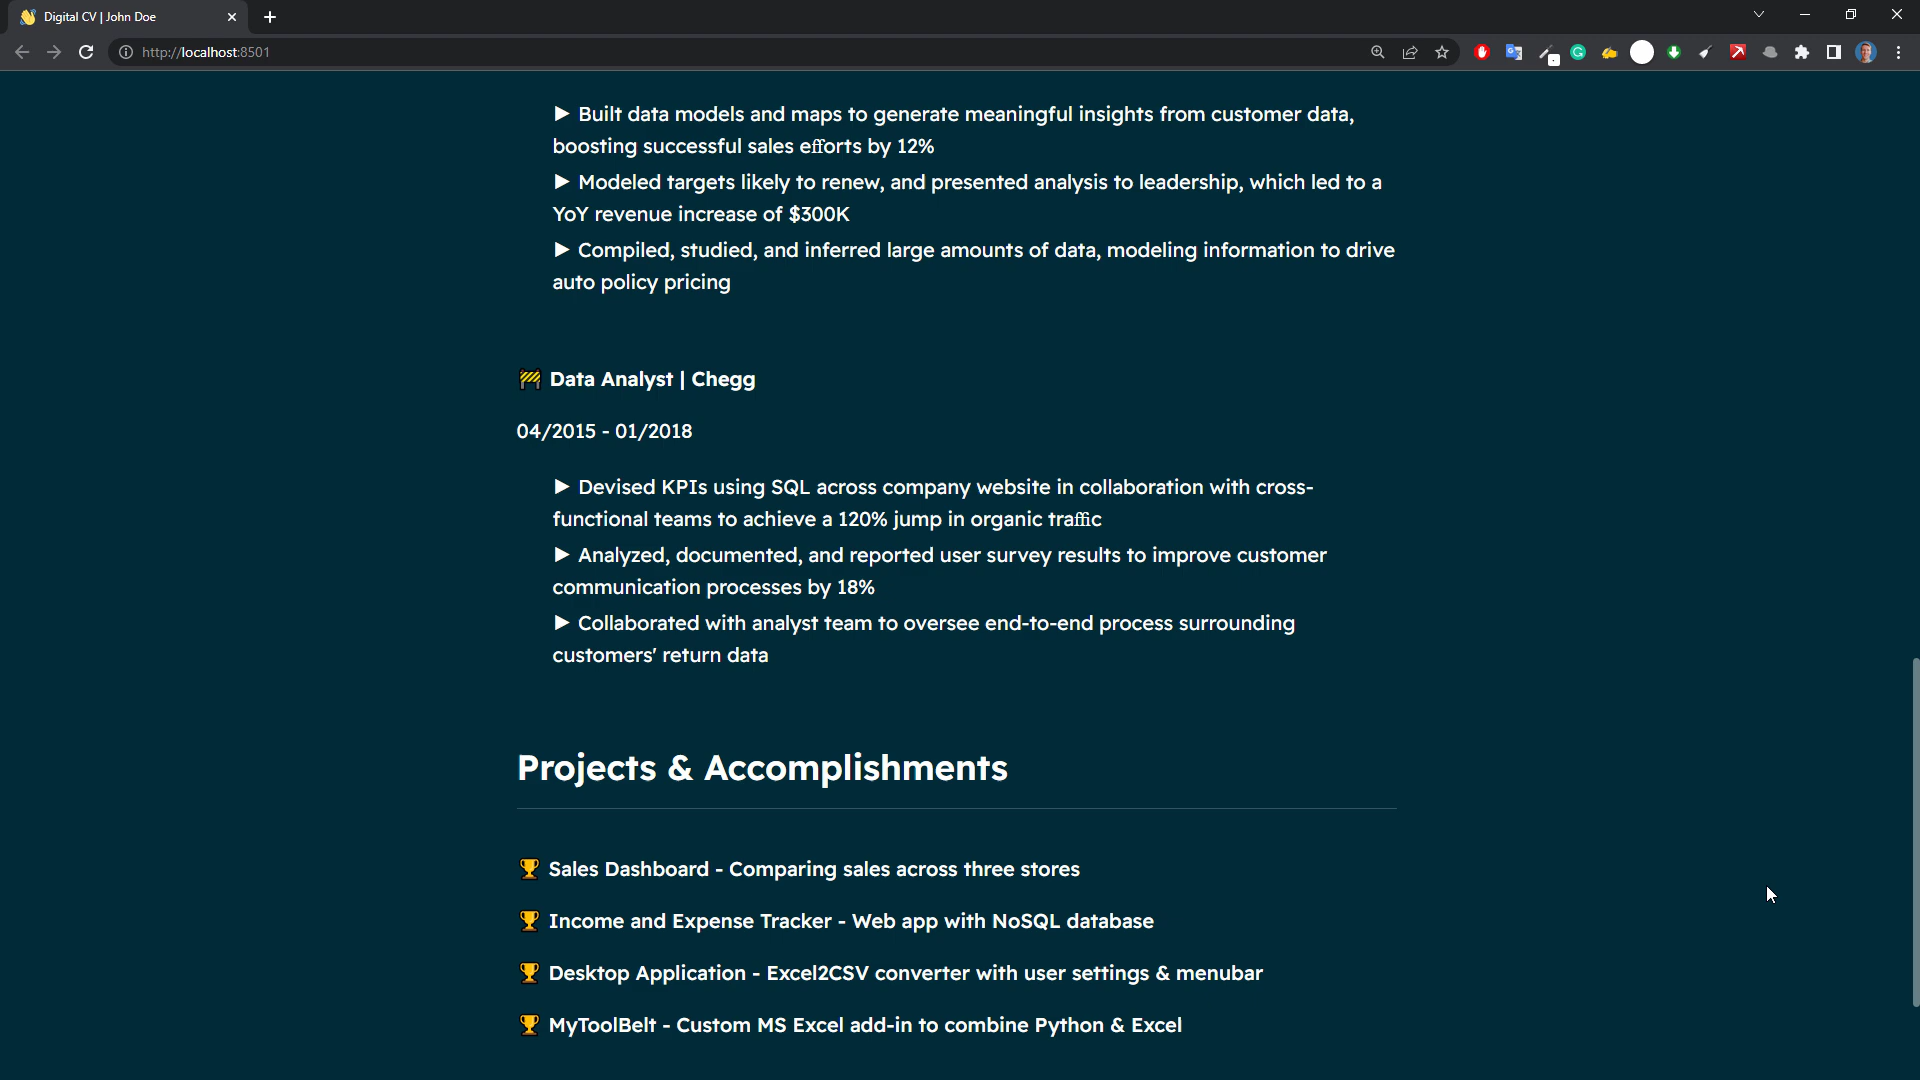 Digital CV | John Doe
http://localhost:8501
► Built data models and maps to generate meaningful insights from customer data,
boosting successful sales efforts by 12%
► Modeled targets likely to renew, and presented analysis to leadership, which led to a
YoY revenue increase of $300K
► Compiled, studied, and inferred large amounts of data, modeling information to drive
auto policy pricing
🚧 Data Analyst | Chegg
04/2015 - 01/2018
► Devised KPIs using SQL across company website in collaboration with cross-
functional teams to achieve a 120% jump in organic traffic
► Analyzed, documented, and reported user survey results to improve customer
communication processes by 18%
► Collaborated with analyst team to oversee end-to-end process surrounding
customers' return data
Projects & Accomplishments
🏆 Sales Dashboard - Comparing sales across three stores
🏆 Income and Expense Tracker - Web app with NoSQL database
🏆 Desktop Application - Excel2CSV converter with user settings & menubar
🏆 MyToolBelt - Custom MS Excel add-in to combine Python & Excel